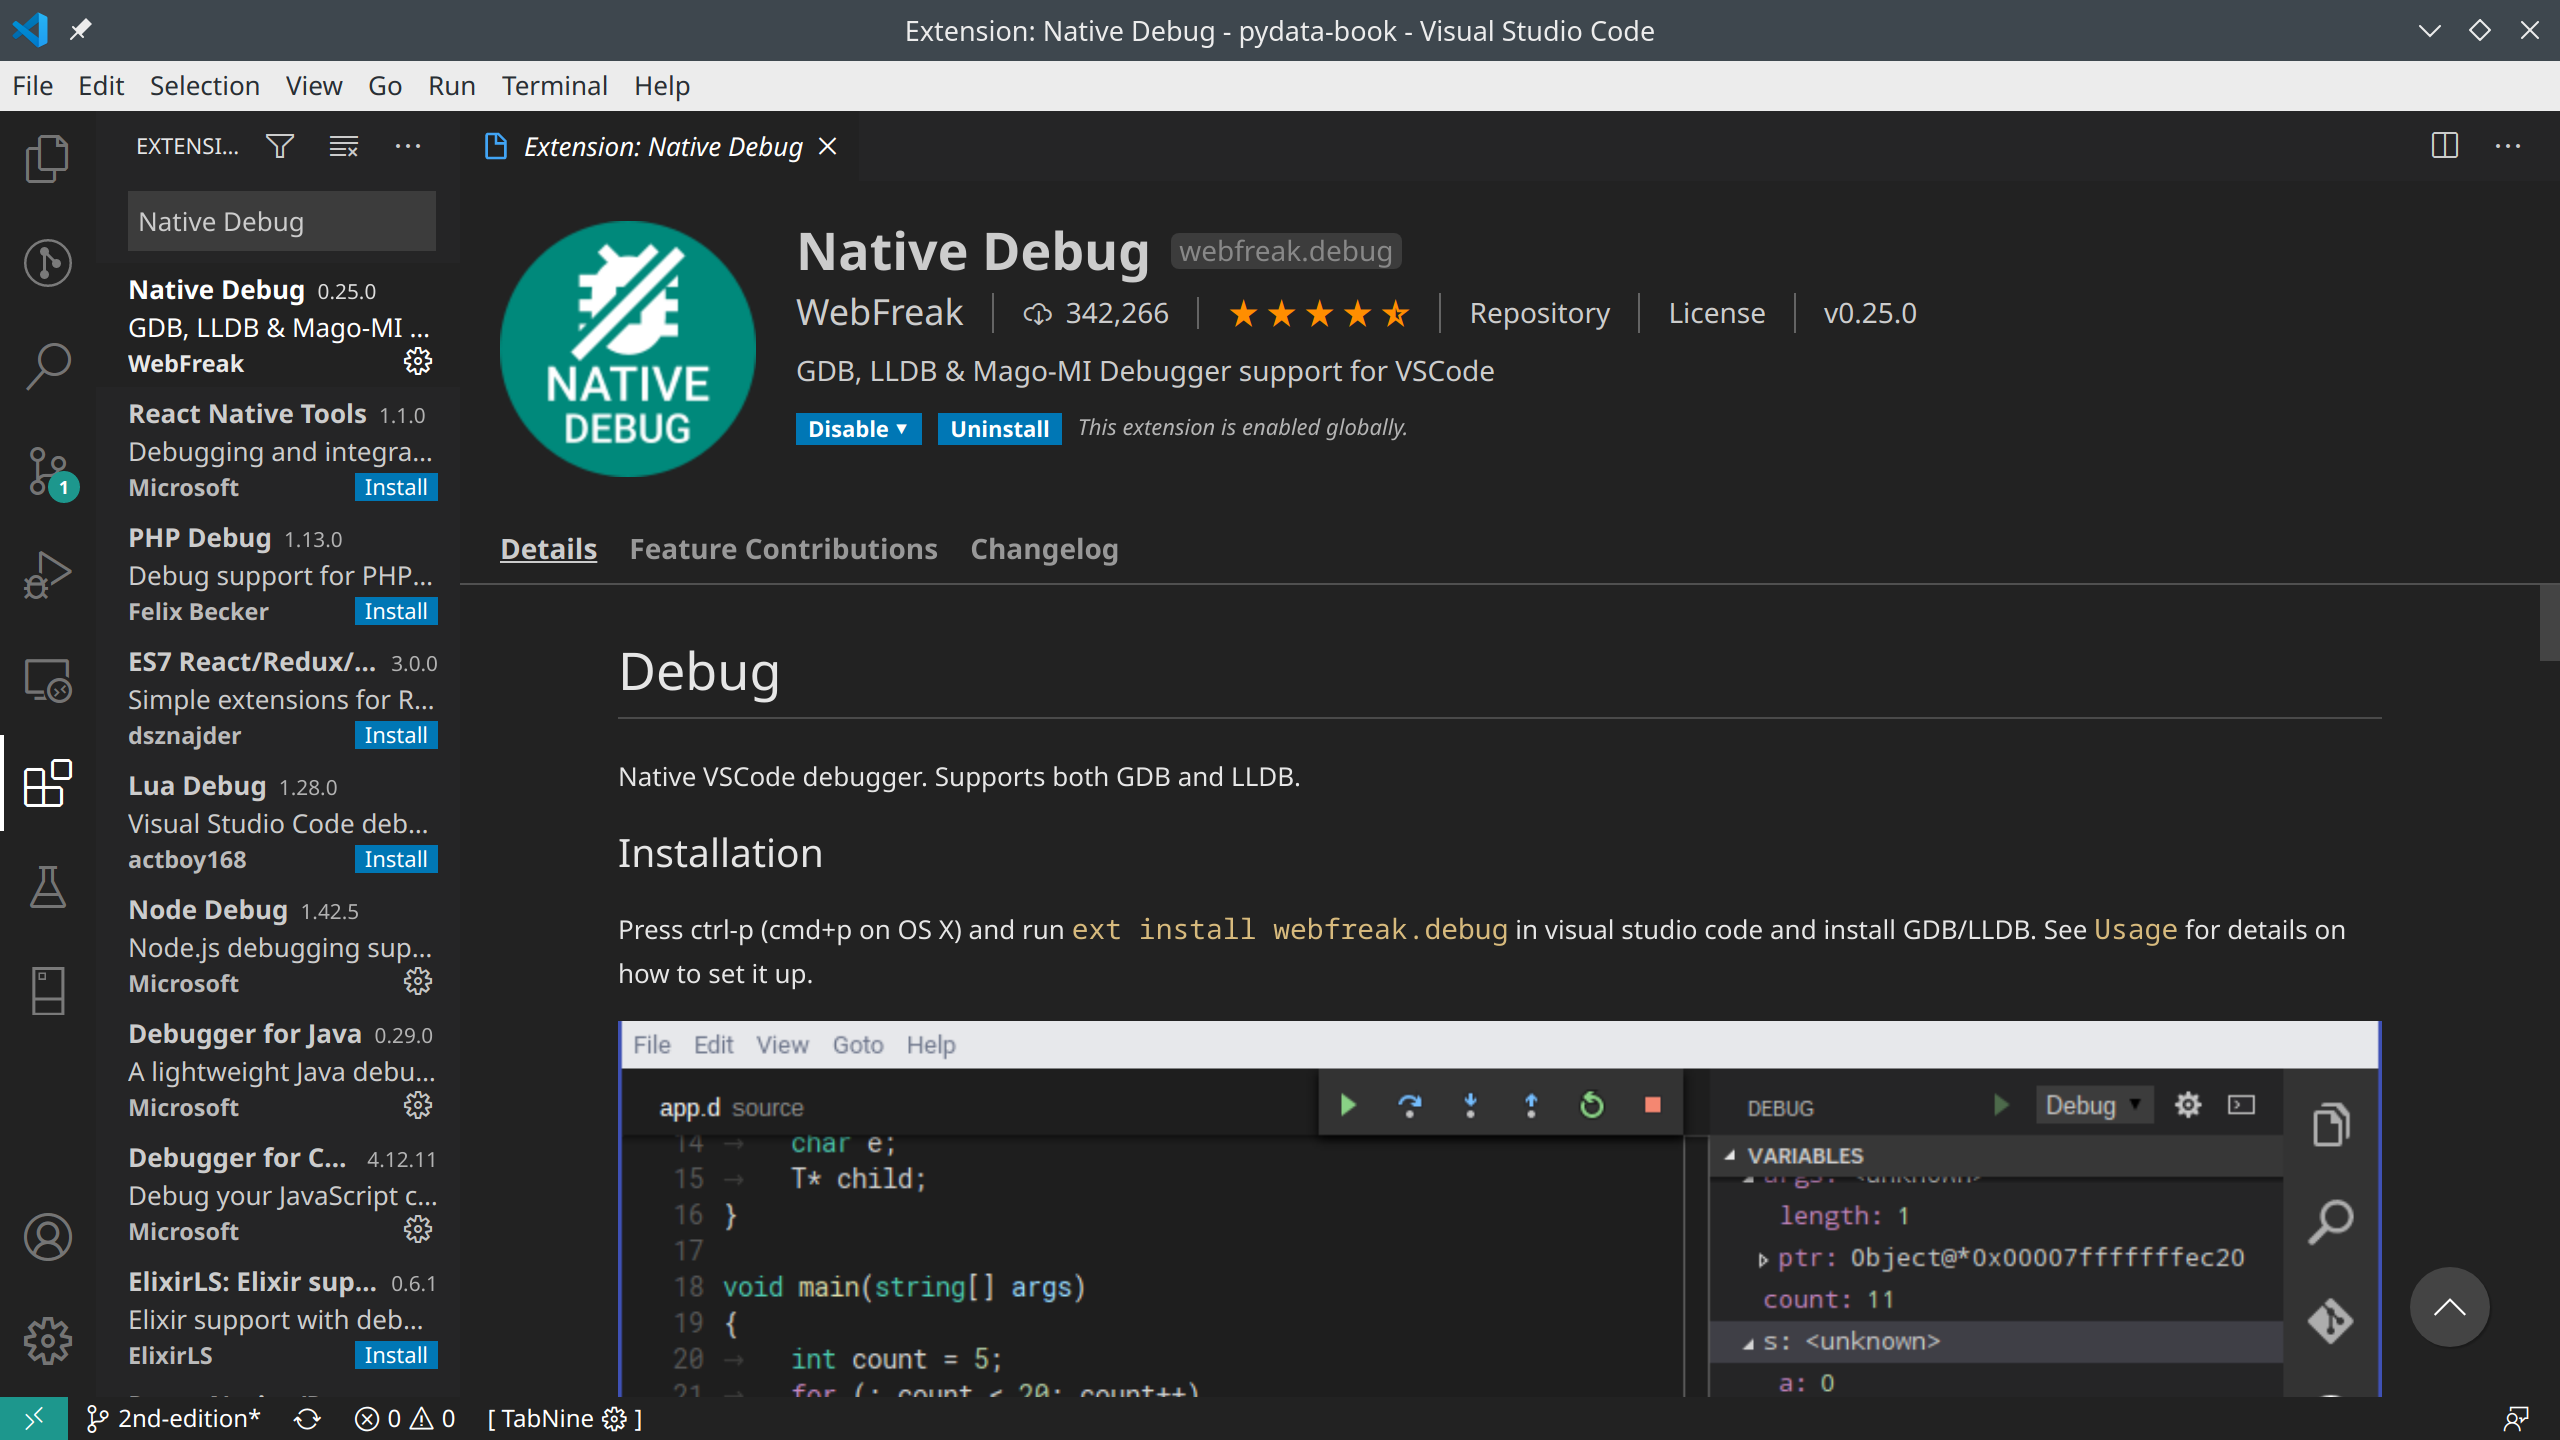 Extension: Native Debug - pydata-book - Visual Studio Code
File Edit Selection View Go Run Terminal Help
EXTENSI...
Native Debug
Native Debug 0.25.0
GDB, LLDB & Mago-MI ...
WebFreak
React Native Tools 1.1.0
Debugging and integra...
Microsoft Install
PHP Debug 1.13.0
Debug support for PHP...
Felix Becker Install
ES7 React/Redux/... 3.0.0
Simple extensions for R...
dsznajder Install
Lua Debug 1.28.0
Visual Studio Code deb...
actboy168 Install
Node Debug 1.42.5
Node.js debugging sup...
Microsoft
Debugger for Java 0.29.0
A lightweight Java debu...
Microsoft
Debugger for C... 4.12.11
Debug your JavaScript c...
Microsoft
ElixirLS: Elixir sup... 0.6.1
Elixir support with deb...
ElixirLS Install
1
Extension: Native Debug
NATIVE
DEBUG
Native Debug webfreak.debug
WebFreak 342,266 Repository License v0.25.0
GDB, LLDB & Mago-MI Debugger support for VSCode
Disable Uninstall This extension is enabled globally.
Details Feature Contributions Changelog
Debug
Native VSCode debugger. Supports both GDB and LLDB.
Installation
Press ctrl-p (cmd+p on OS X) and run ext install webfreak.debug in visual studio code and install GDB/LLDB. See Usage for details on
how to set it up.
File Edit View Goto Help
app.d source
14 → char e;
15 → T* child;
16 }
17
18 void main(string[] args)
19 {
20 → int count = 5;
21 → for (; count < 20; count++)
DEBUG Debug
VARIABLES
args: <unknown>
length: 1
ptr: Object@*0x00007fffffffec20
count: 11
s: <unknown>
a: 0
2nd-edition* 0 0 [ TabNine ]